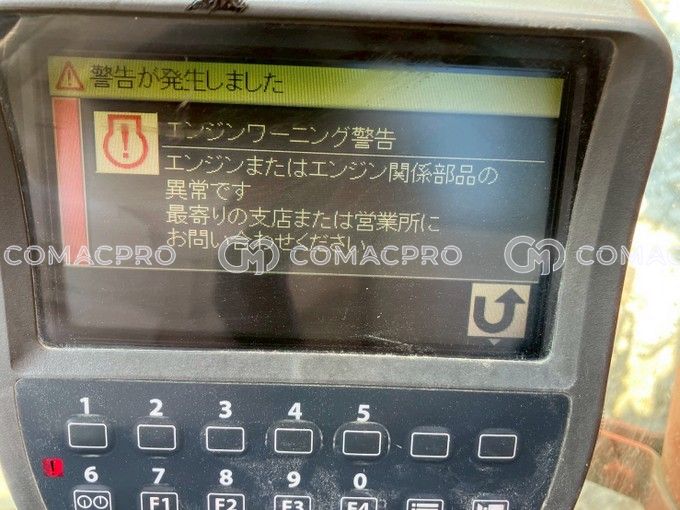 警告が発生しました
エンジンワーニング警告
エンジンまたはエンジン関係部品の
異常です
最寄りの支店または営業所に
お問い合わせください
COMACPRO COMACPRO COMACPRO
1 2 3 4 5
6 7 8 9 0
F1 F2 F3 F4